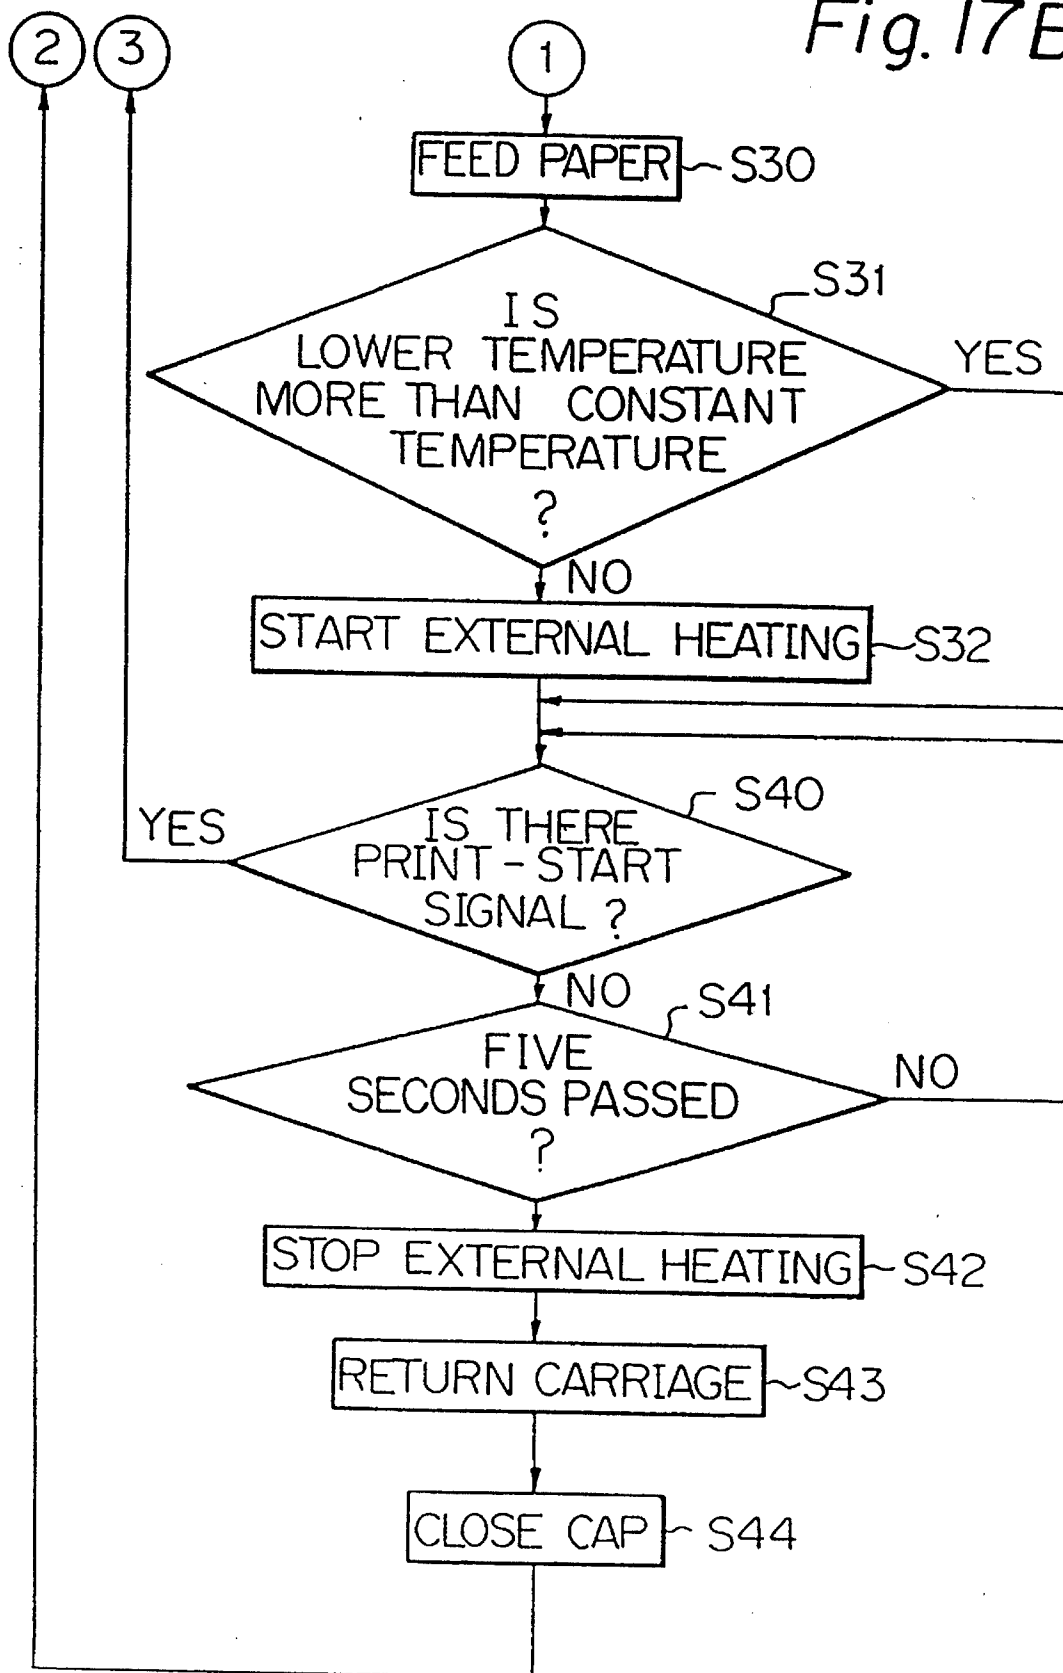 Fig. 17B
2
3
1
FEED PAPER
S30
S31
IS
LOWER TEMPERATURE
MORE THAN CONSTANT
TEMPERATURE
?
YES
NO
START EXTERNAL HEATING
S32
S40
IS THERE
PRINT-START
SIGNAL ?
YES
NO
S41
FIVE
SECONDS PASSED
?
NO
STOP EXTERNAL HEATING
S42
RETURN CARRIAGE
S43
CLOSE CAP
S44